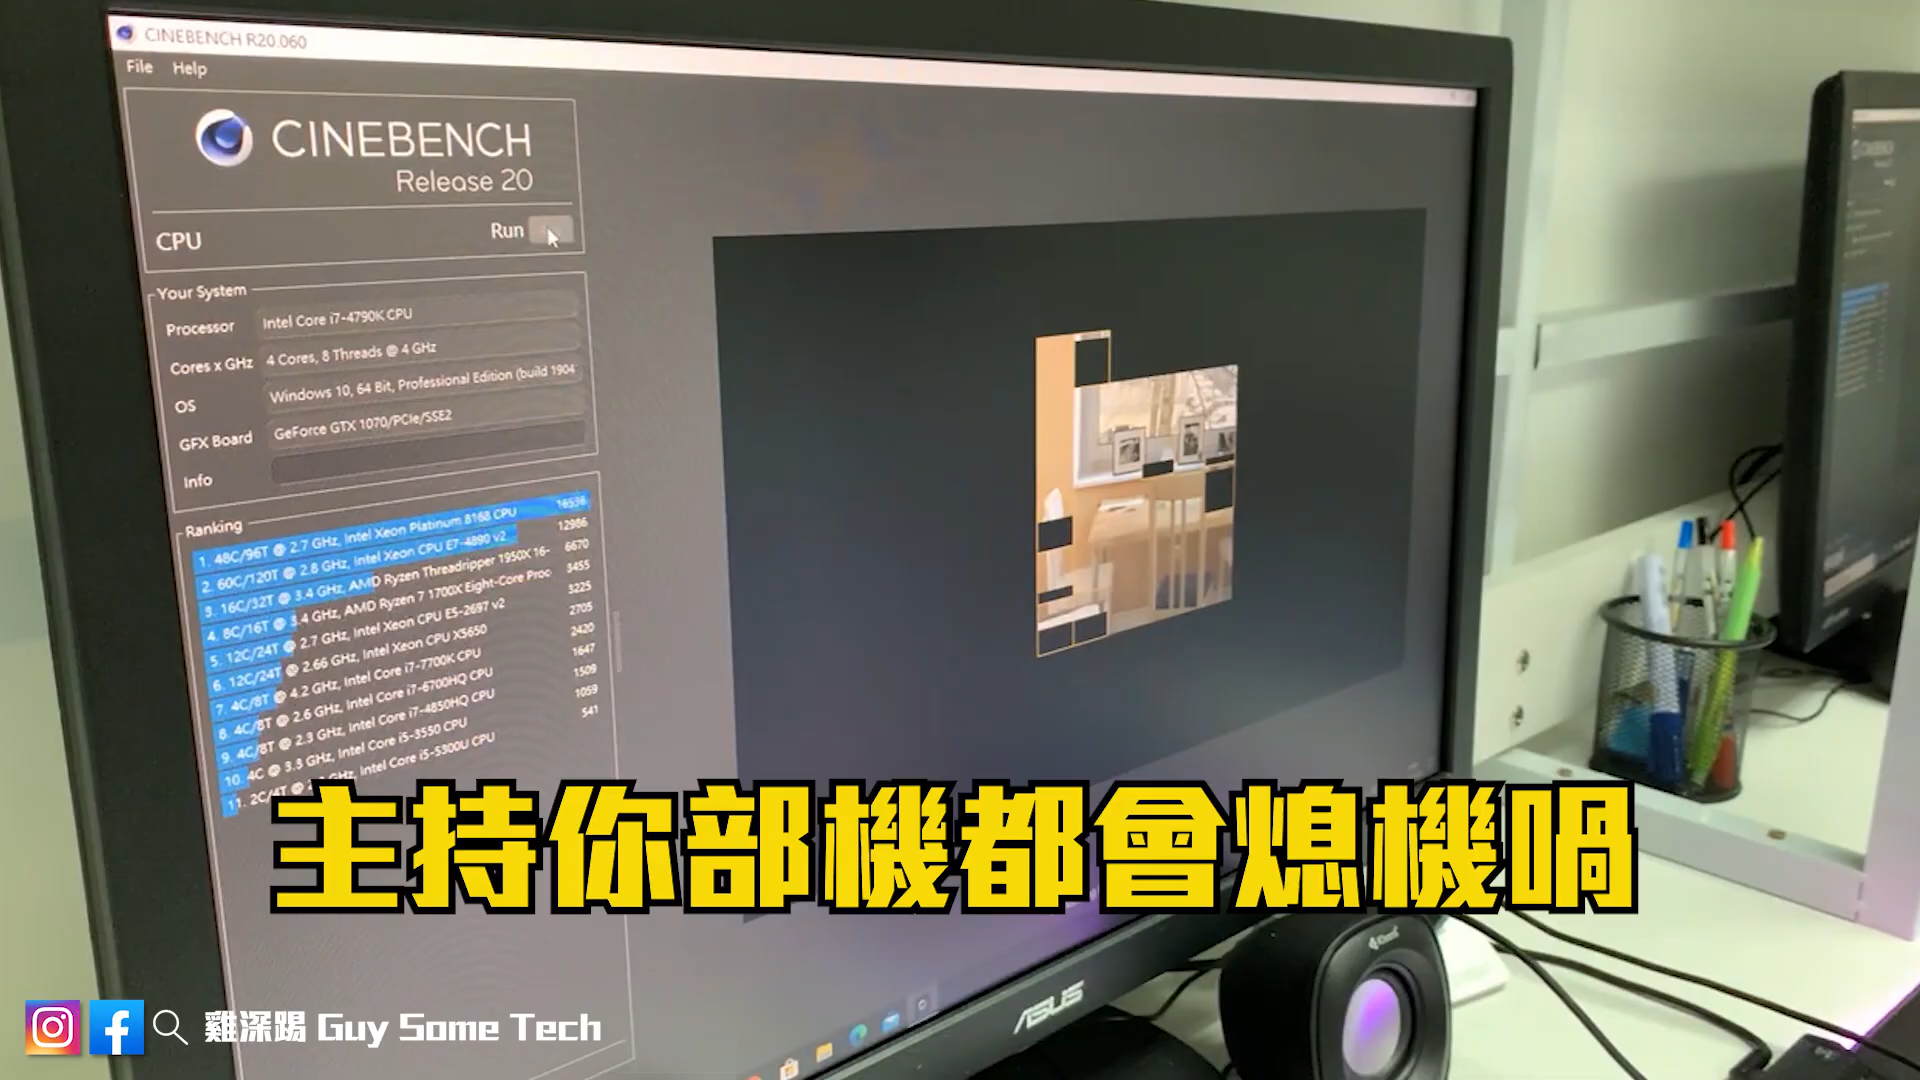 CINEBENCH R20.060
File Help
CINEBENCH
Release 20
CPU
Run
Your System
Processor Intel Core i7-4790K CPU
Cores x GHz 4 Cores, 8 Threads @ 4 GHz
OS Windows 10, 64 Bit, Professional Edition (build 1904
GFX Board GeForce GTX 1070/PCIe/SSE2
Info
Ranking
1. 48C/96T @ 2.7 GHz, Intel Xeon Platinum 8168 CPU 16536
2. 60C/120T @ 2.8 GHz, Intel Xeon CPU E7-4890 v2 12986
3. 16C/32T @ 3.4 GHz, AMD Ryzen Threadripper 1950X 16- 6670
4. 8C/16T @ 3.4 GHz, AMD Ryzen 7 1700X Eight-Core Proc 3455
5. 12C/24T @ 2.7 GHz, Intel Xeon CPU E5-2697 v2 3225
6. 12C/24T @ 2.66 GHz, Intel Xeon CPU X5650 2705
7. 4C/8T @ 4.2 GHz, Intel Core i7-7700K CPU 2420
8. 4C/8T @ 2.6 GHz, Intel Core i7-6700HQ CPU 1647
9. 4C/8T @ 2.3 GHz, Intel Core i7-4850HQ CPU 1509
10. 4C @ 3.3 GHz, Intel Core i5-3550 CPU 1059
11. 2C/4T @ GHz, Intel Core i5-5300U CPU 541
主持你部機都會熄機喎
ASUS
雞深踢 Guy Some Tech